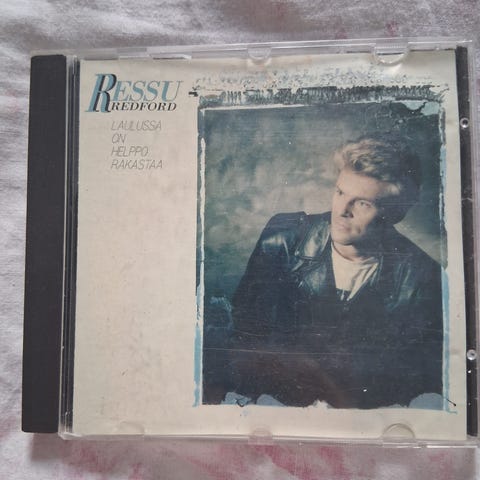 RESSU
REDFORD
LAULUSSA
ON
HELPPO
RAKASTAA